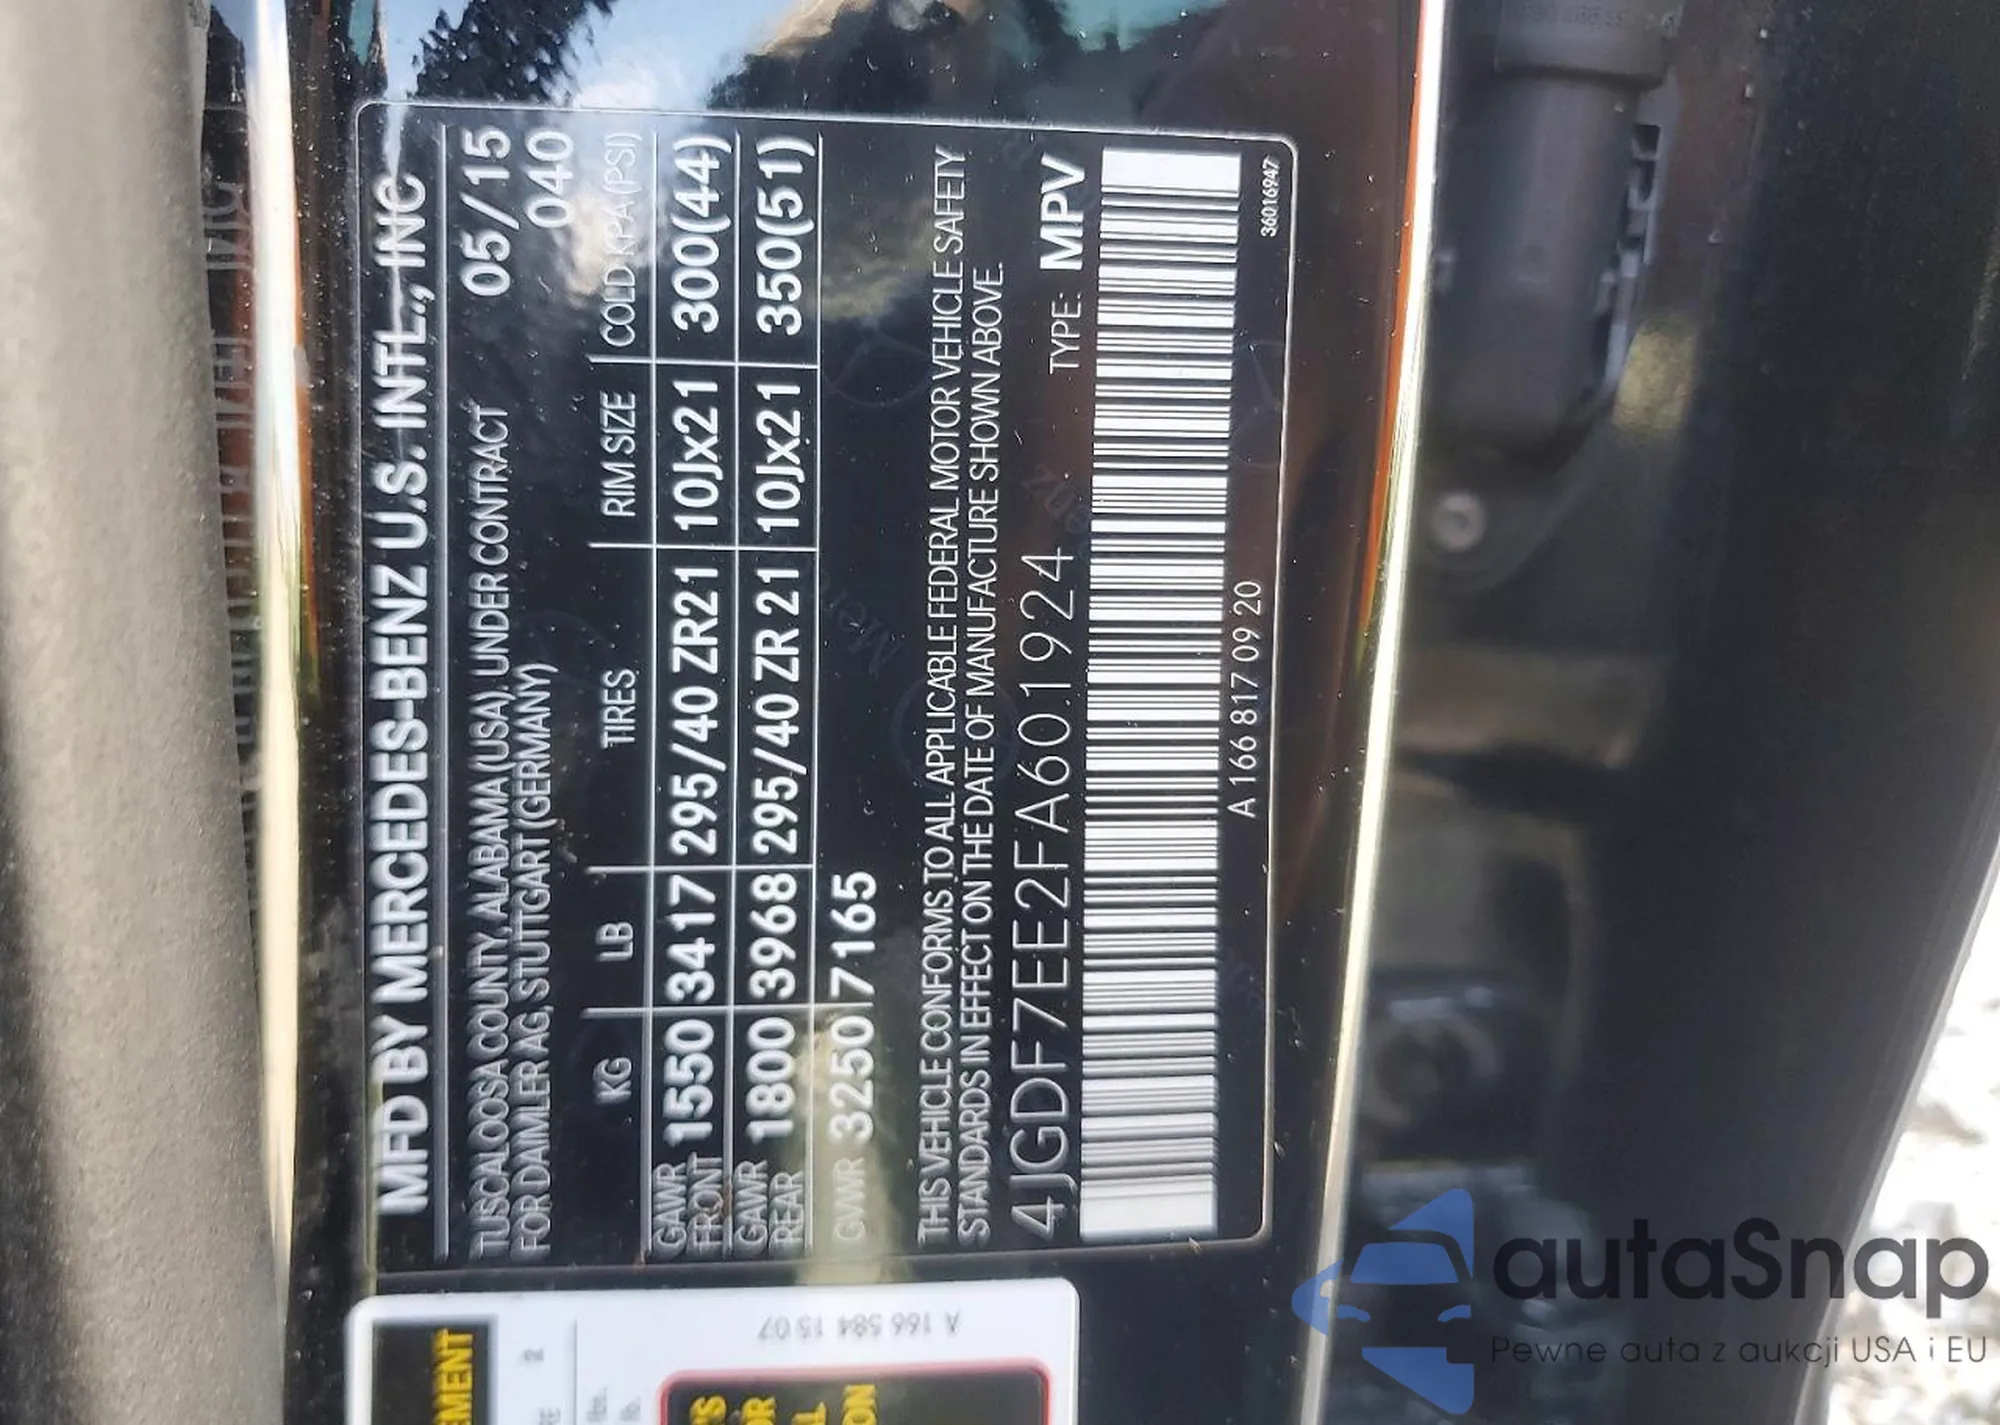 MFD BY MERCEDES-BENZ U.S. INTL., INC
TUSCALOOSA COUNTY, ALABAMA (USA), UNDER CONTRACT 05/15
FOR DAIMLER AG, STUTTGART (GERMANY) 040
KG LB TIRES RIM SIZE COLD KPA (PSI)
GAWR FRONT 1550 3417 295/40 ZR21 10Jx21 300(44)
GAWR REAR 1800 3968 295/40 ZR 21 10Jx21 350(51)
GVWR 3250 7165
THIS VEHICLE CONFORMS TO ALL APPLICABLE FEDERAL MOTOR VEHICLE SAFETY
STANDARDS IN EFFECT ON THE DATE OF MANUFACTURE SHOWN ABOVE.
4JGDF7EE2FA601924 TYPE: MPV
A 166 817 09 20
36016947
A 166 584 15 07
autaSnap
Pewne auta z aukcji USA i EU